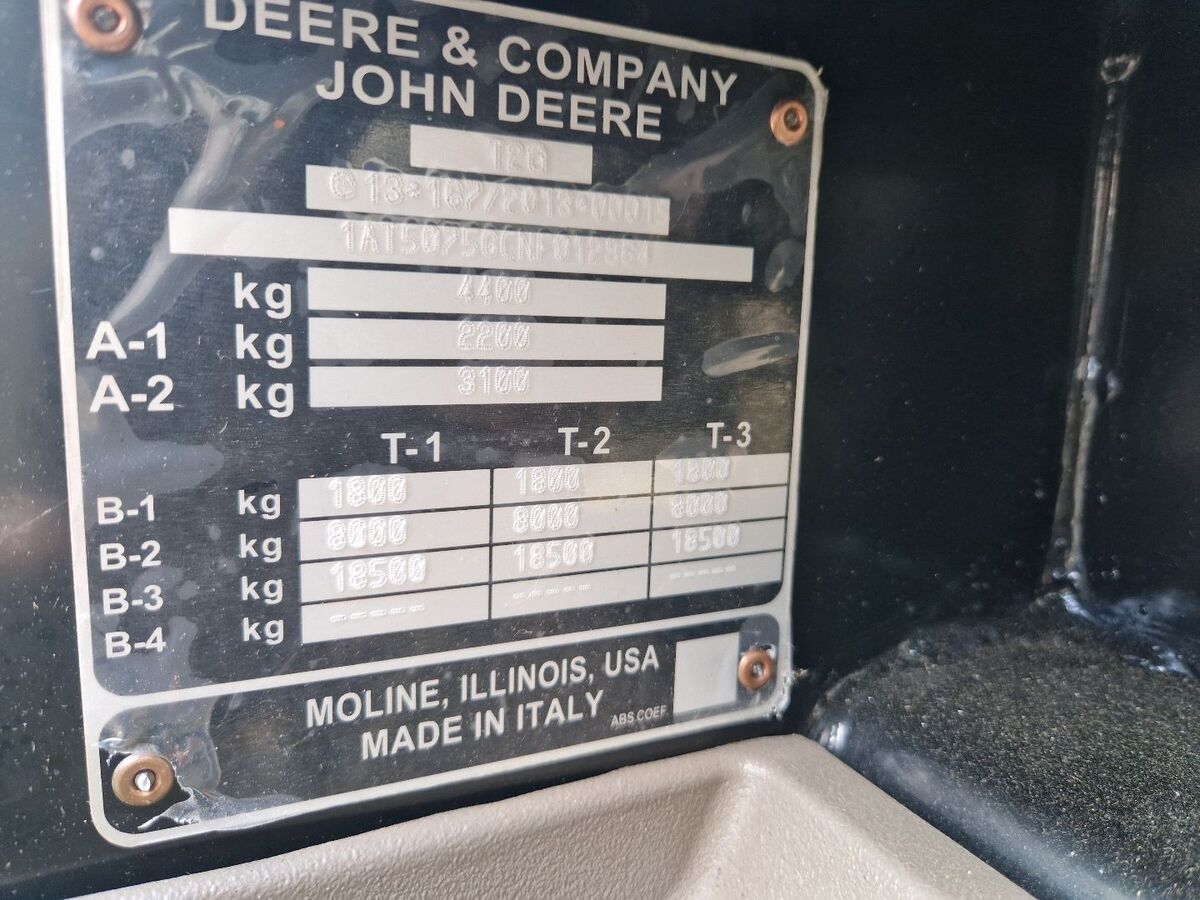 DEERE & COMPANY
JOHN DEERE
T2a
kg 4400
A-1 kg 2200
A-2 kg 3100
T-1 T-2 T-3
B-1 kg 1800 1800 1800
B-2 kg 8000 8000 8000
B-3 kg 18500 18500 18500
B-4 kg ---- ---- ----
MOLINE, ILLINOIS, USA
MADE IN ITALY
ABS.COEF.